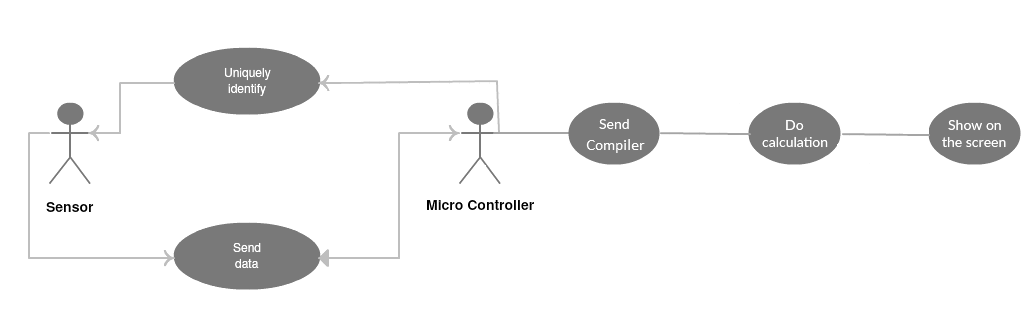 Uniquely
identify
Sensor
Send
data
Micro Controller
Send
Compiler
Do
calculation
Show on
the screen